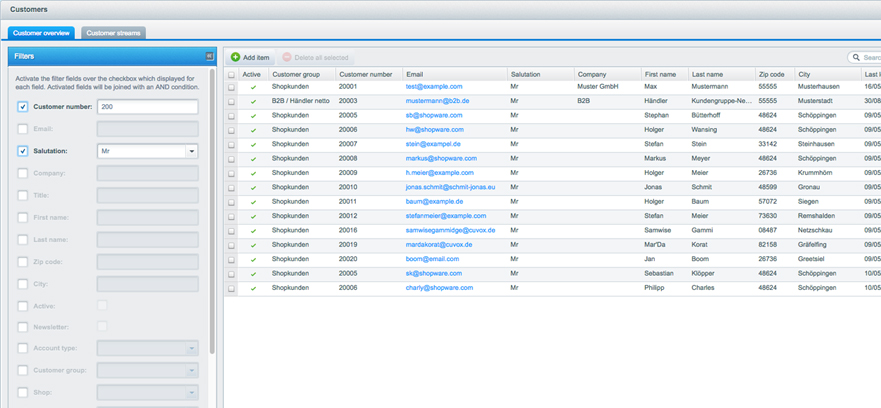 Customers
Customer overview Customer streams
Filters
Activate the filter fields over the checkbox which displayed
for each field. Activated fields will be joined with an AND condition.
Customer number: 200
Email:
Salutation: Mr
Company:
Title:
First name:
Last name:
Zip code:
City:
Active:
Newsletter:
Account type:
Customer group:
Shop:
Add item Delete all selected Searc
Active Customer group Customer number Email Salutation Company First name Last name Zip code City Last l
Shopkunden 20001 test@example.com Mr Muster GmbH Max Mustermann 55555 Musterhausen 16/05
B2B / Händler netto 20003 mustermann@b2b.de Mr B2B Händler Kundengruppe-Ne... 55555 Musterstadt 30/08
Shopkunden 20005 sb@shopware.com Mr Stephan Bütterhoff 48624 Schöppingen 09/05
Shopkunden 20006 hw@shopware.com Mr Holger Wansing 48624 Schöppingen 09/05
Shopkunden 20007 stein@exampel.de Mr Stefan Stein 33142 Steinhausen 09/05
Shopkunden 20008 markus@shopware.com Mr Markus Meyer 48624 Schöppingen 09/05
Shopkunden 20009 h.meier@example.com Mr Holger Meier 26736 Krummhörn 09/05
Shopkunden 20010 jonas.schmit@schmit-jonas.eu Mr Jonas Schmit 48599 Gronau 09/05
Shopkunden 20011 baum@example.de Mr Holger Baum 57072 Siegen 09/05
Shopkunden 20012 stefanmeier@example.com Mr Stefan Meier 73630 Remshalden 09/05
Shopkunden 20016 samwisegammidge@cuvox.de Mr Samwise Gammi 08487 Netzschkau 09/05
Shopkunden 20019 mardakorat@cuvox.de Mr Mar'Da Korat 82158 Gräfelfing 09/05
Shopkunden 20020 boom@email.com Mr Jan Boom 26736 Greetsiel 09/05
Shopkunden 20005 sk@shopware.com Mr Sebastian Klöpper 48624 Schöppingen 10/05
Shopkunden 20006 charly@shopware.com Mr Philipp Charles 48624 Schöppingen 10/05